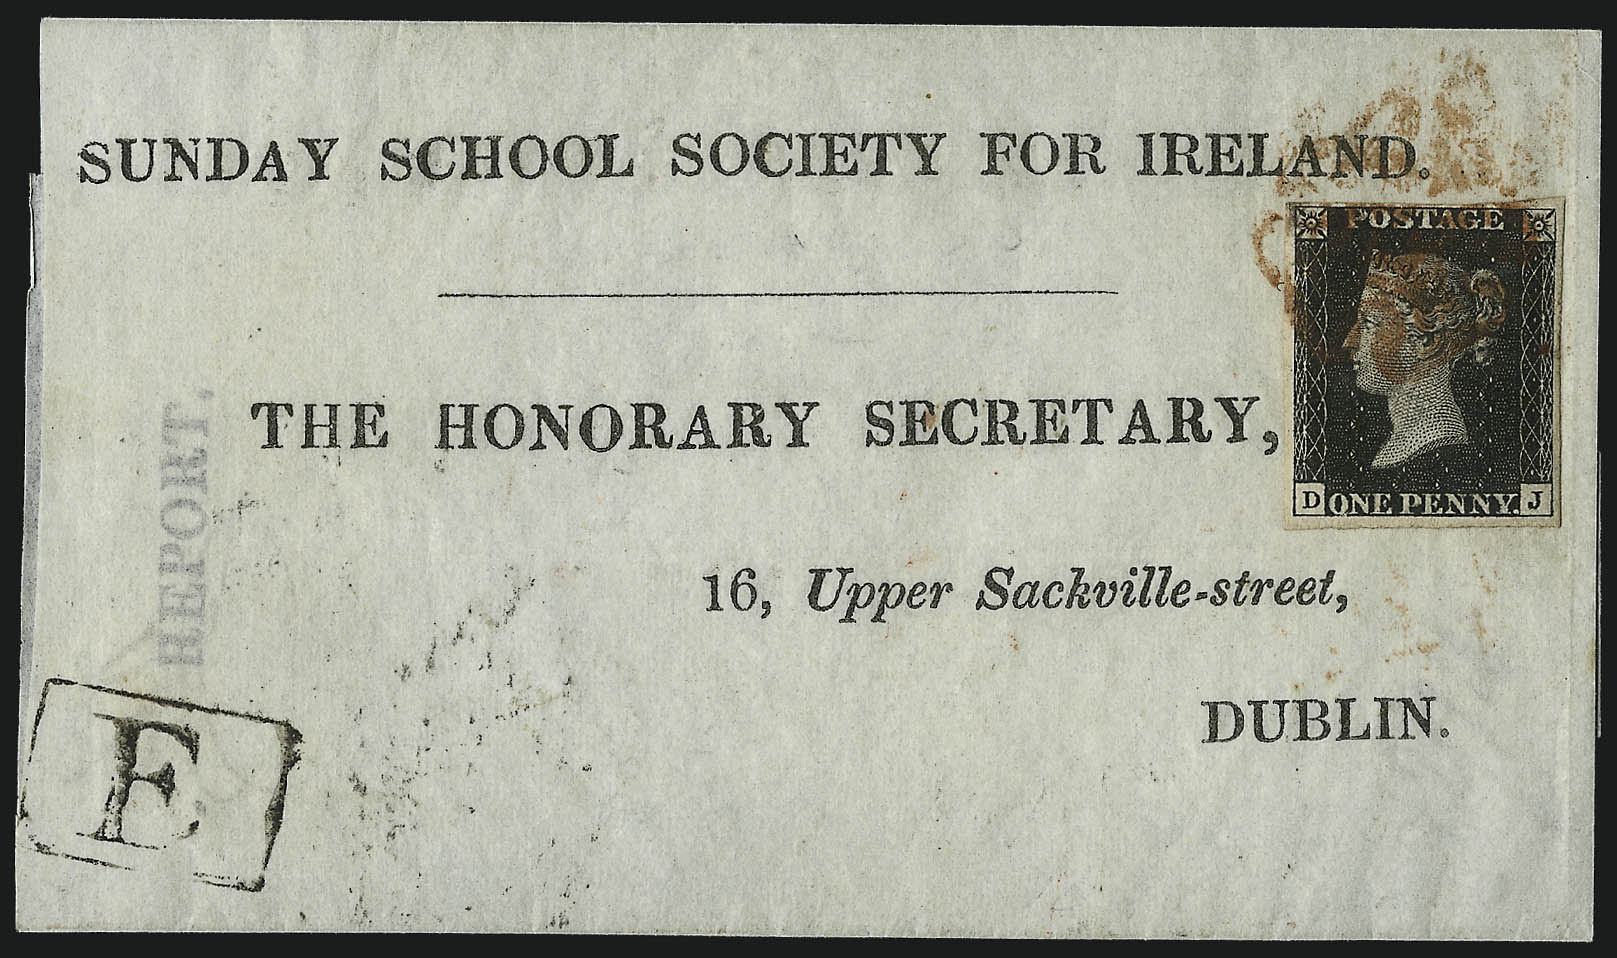 SUNDAY SCHOOL SOCIETY FOR IRELAND.
POSTAGE
THE HONORARY SECRETARY,
D ONE PENNY. J
16, Upper Sackville-street,
DUBLIN.
REPORT.
E